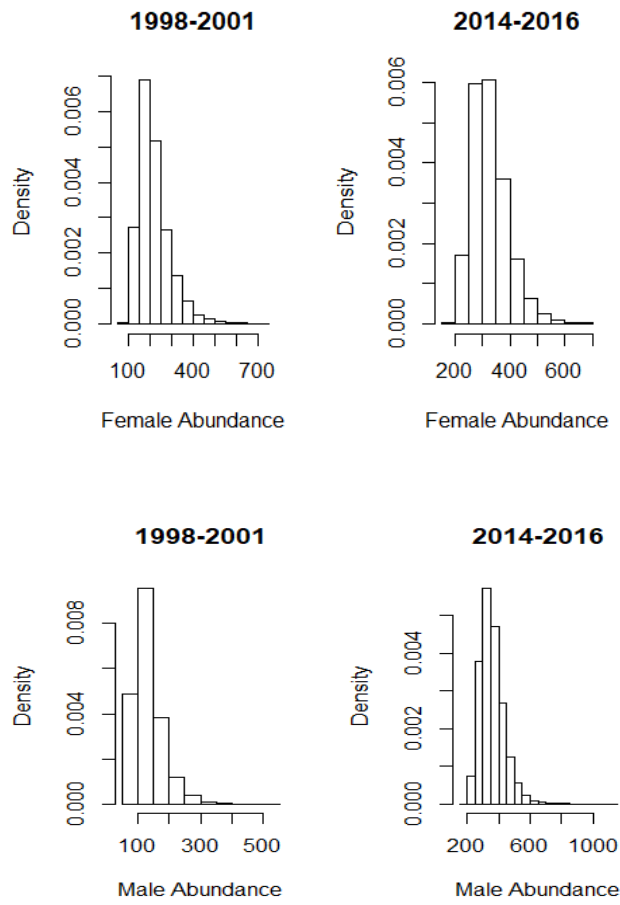 1998-2001
Density
0.000 0.002 0.004 0.006
100 400 700
Female Abundance
2014-2016
Density
0.000 0.002 0.004 0.006
200 400 600
Female Abundance
1998-2001
Density
0.000 0.004 0.008
100 300 500
Male Abundance
2014-2016
Density
0.000 0.002 0.004
200 600 1000
Male Abundance